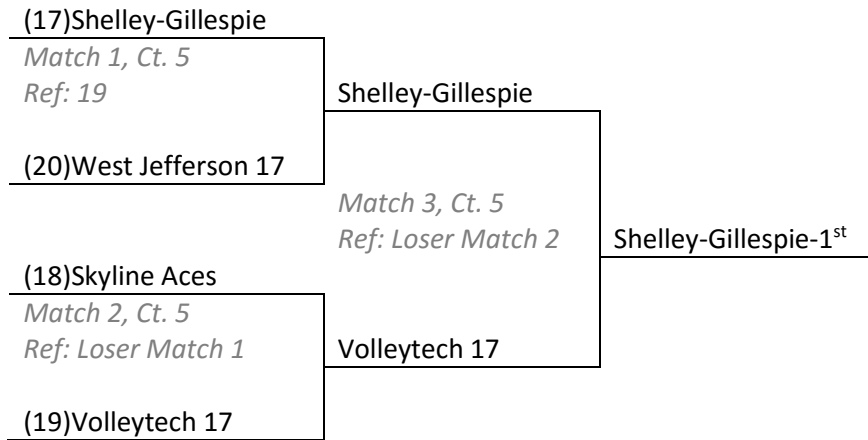 (17)Shelley-Gillespie
Match 1, Ct. 5
Ref: 19
Shelley-Gillespie
(20)West Jefferson 17
Match 3, Ct. 5
Ref: Loser Match 2
Shelley-Gillespie-1st
(18)Skyline Aces
Match 2, Ct. 5
Ref: Loser Match 1
Volleytech 17
(19)Volleytech 17